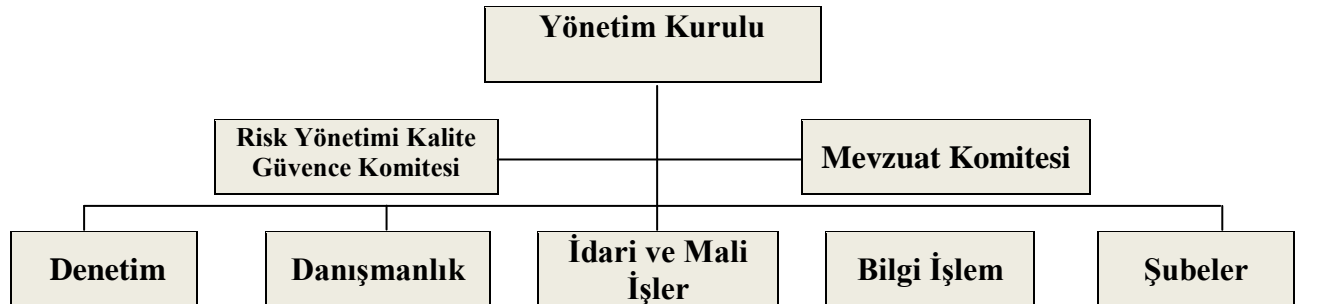 Yönetim Kurulu
Risk Yönetimi Kalite
Güvence Komitesi
Mevzuat Komitesi
Denetim
Danışmanlık
İdari ve Mali
İşler
Bilgi İşlem
Şubeler